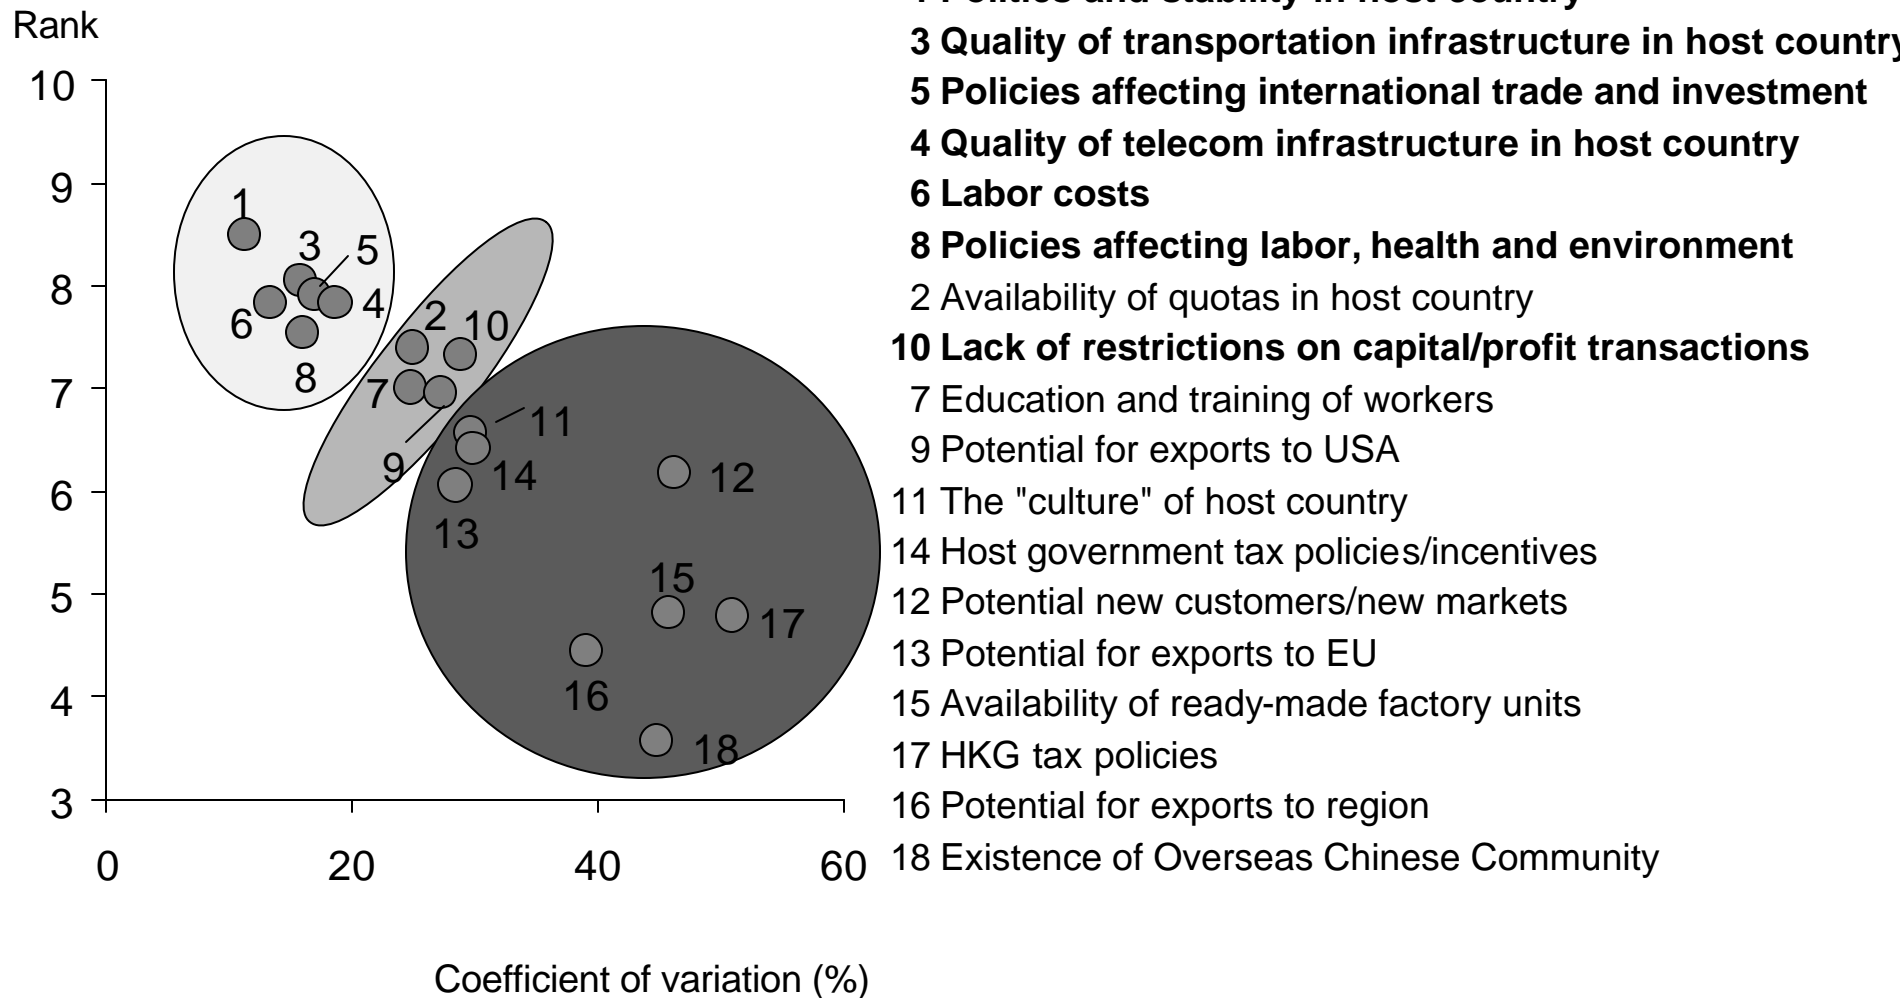 1 Politics and stability in host country
Rank
3 Quality of transportation infrastructure in host country
10
5 Policies affecting international trade and investment
4 Quality of telecom infrastructure in host country
9
6 Labor costs
1
3
5
8 Policies affecting labor, health and environment
8
4
2 Availability of quotas in host country
6
2
10
10 Lack of restrictions on capital/profit transactions
8
7
7
7 Education and training of workers
11
9 Potential for exports to USA
9
14
12
6
11 The "culture" of host country
13
14 Host government tax policies/incentives
15
5
12 Potential new customers/new markets
17
13 Potential for exports to EU
4
16
15 Availability of ready-made factory units
18
17 HKG tax policies
3
16 Potential for exports to region
0
20
40
60
18 Existence of Overseas Chinese Community
Coefficient of variation (%)